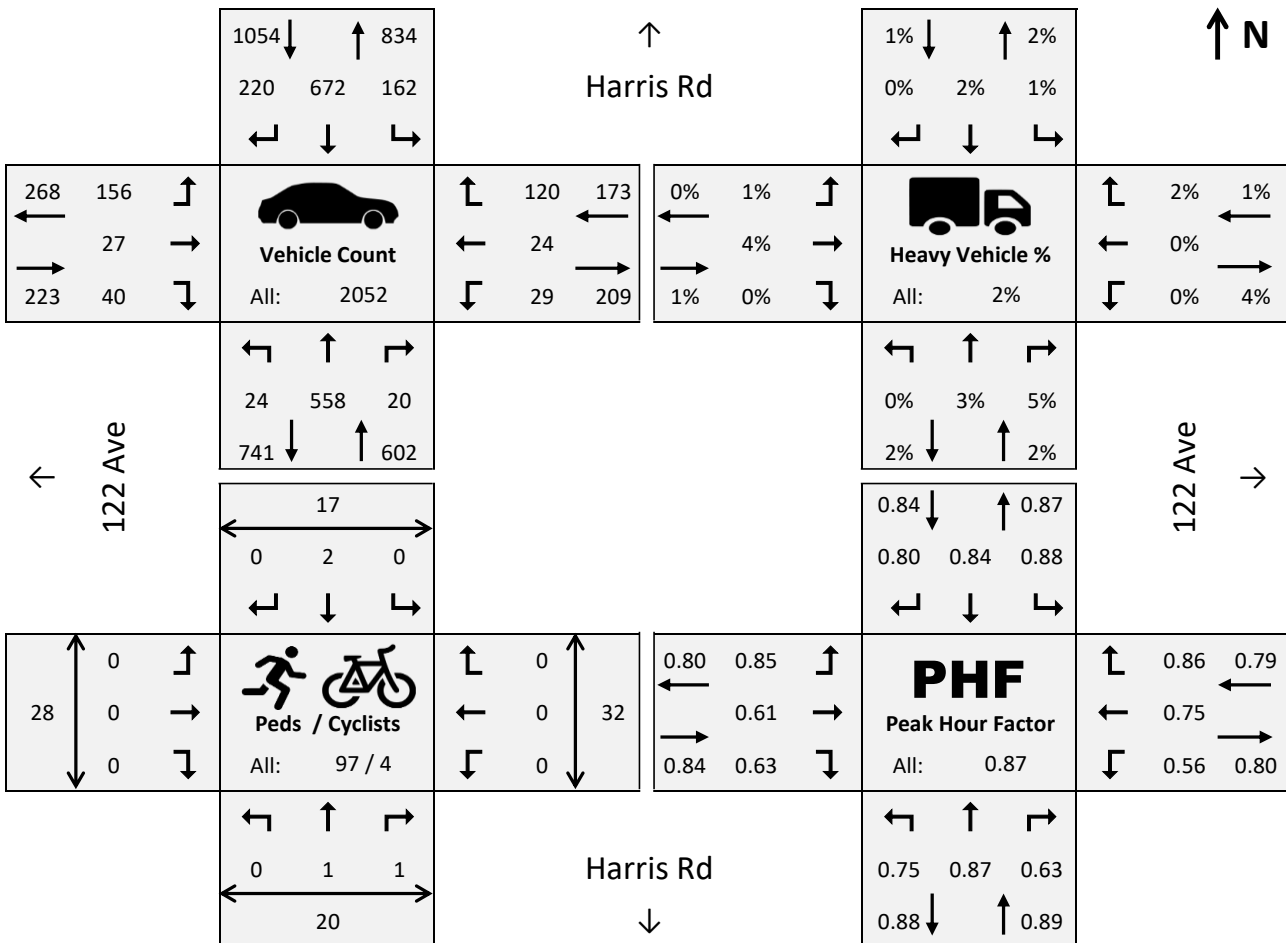 1054 834
220 672 162
Harris Rd
1% 2%
0% 2% 1%
N
268 156
27
223 40
Vehicle Count
All: 2052
120 173
24
29 209
0% 1%
4%
1% 0%
Heavy Vehicle %
All: 2%
2% 1%
0%
0% 4%
24 558 20
741 602
0% 3% 5%
2% 2%
122 Ave
122 Ave
17
0 2 0
0.84 0.87
0.80 0.84 0.88
28
0
0
0
Peds / Cyclists
All: 97 / 4
0
0
0
32
0.80 0.85
0.61
0.84 0.63
PHF
Peak Hour Factor
All: 0.87
0.86 0.79
0.75
0.56 0.80
0 1 1
20
Harris Rd
0.75 0.87 0.63
0.88 0.89